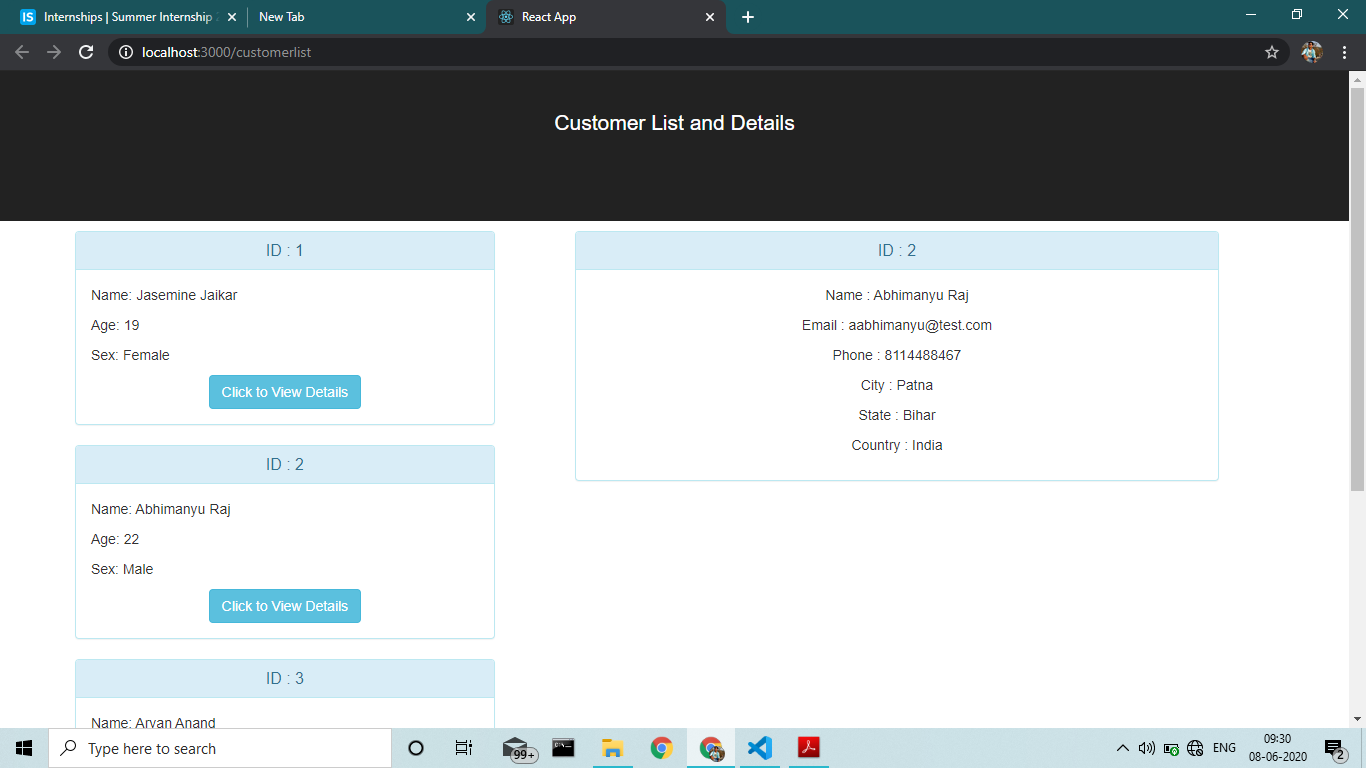 Internships | Summer Internship
New Tab
React App
localhost:3000/customerlist
Customer List and Details
ID : 1
Name: Jasemine Jaikar
Age: 19
Sex: Female
Click to View Details
ID : 2
Name: Abhimanyu Raj
Age: 22
Sex: Male
Click to View Details
ID : 3
Name: Aryan Anand
ID : 2
Name : Abhimanyu Raj
Email : aabhimanyu@test.com
Phone : 8114488467
City : Patna
State : Bihar
Country : India
Type here to search
99+
ENG
09:30
08-06-2020
2